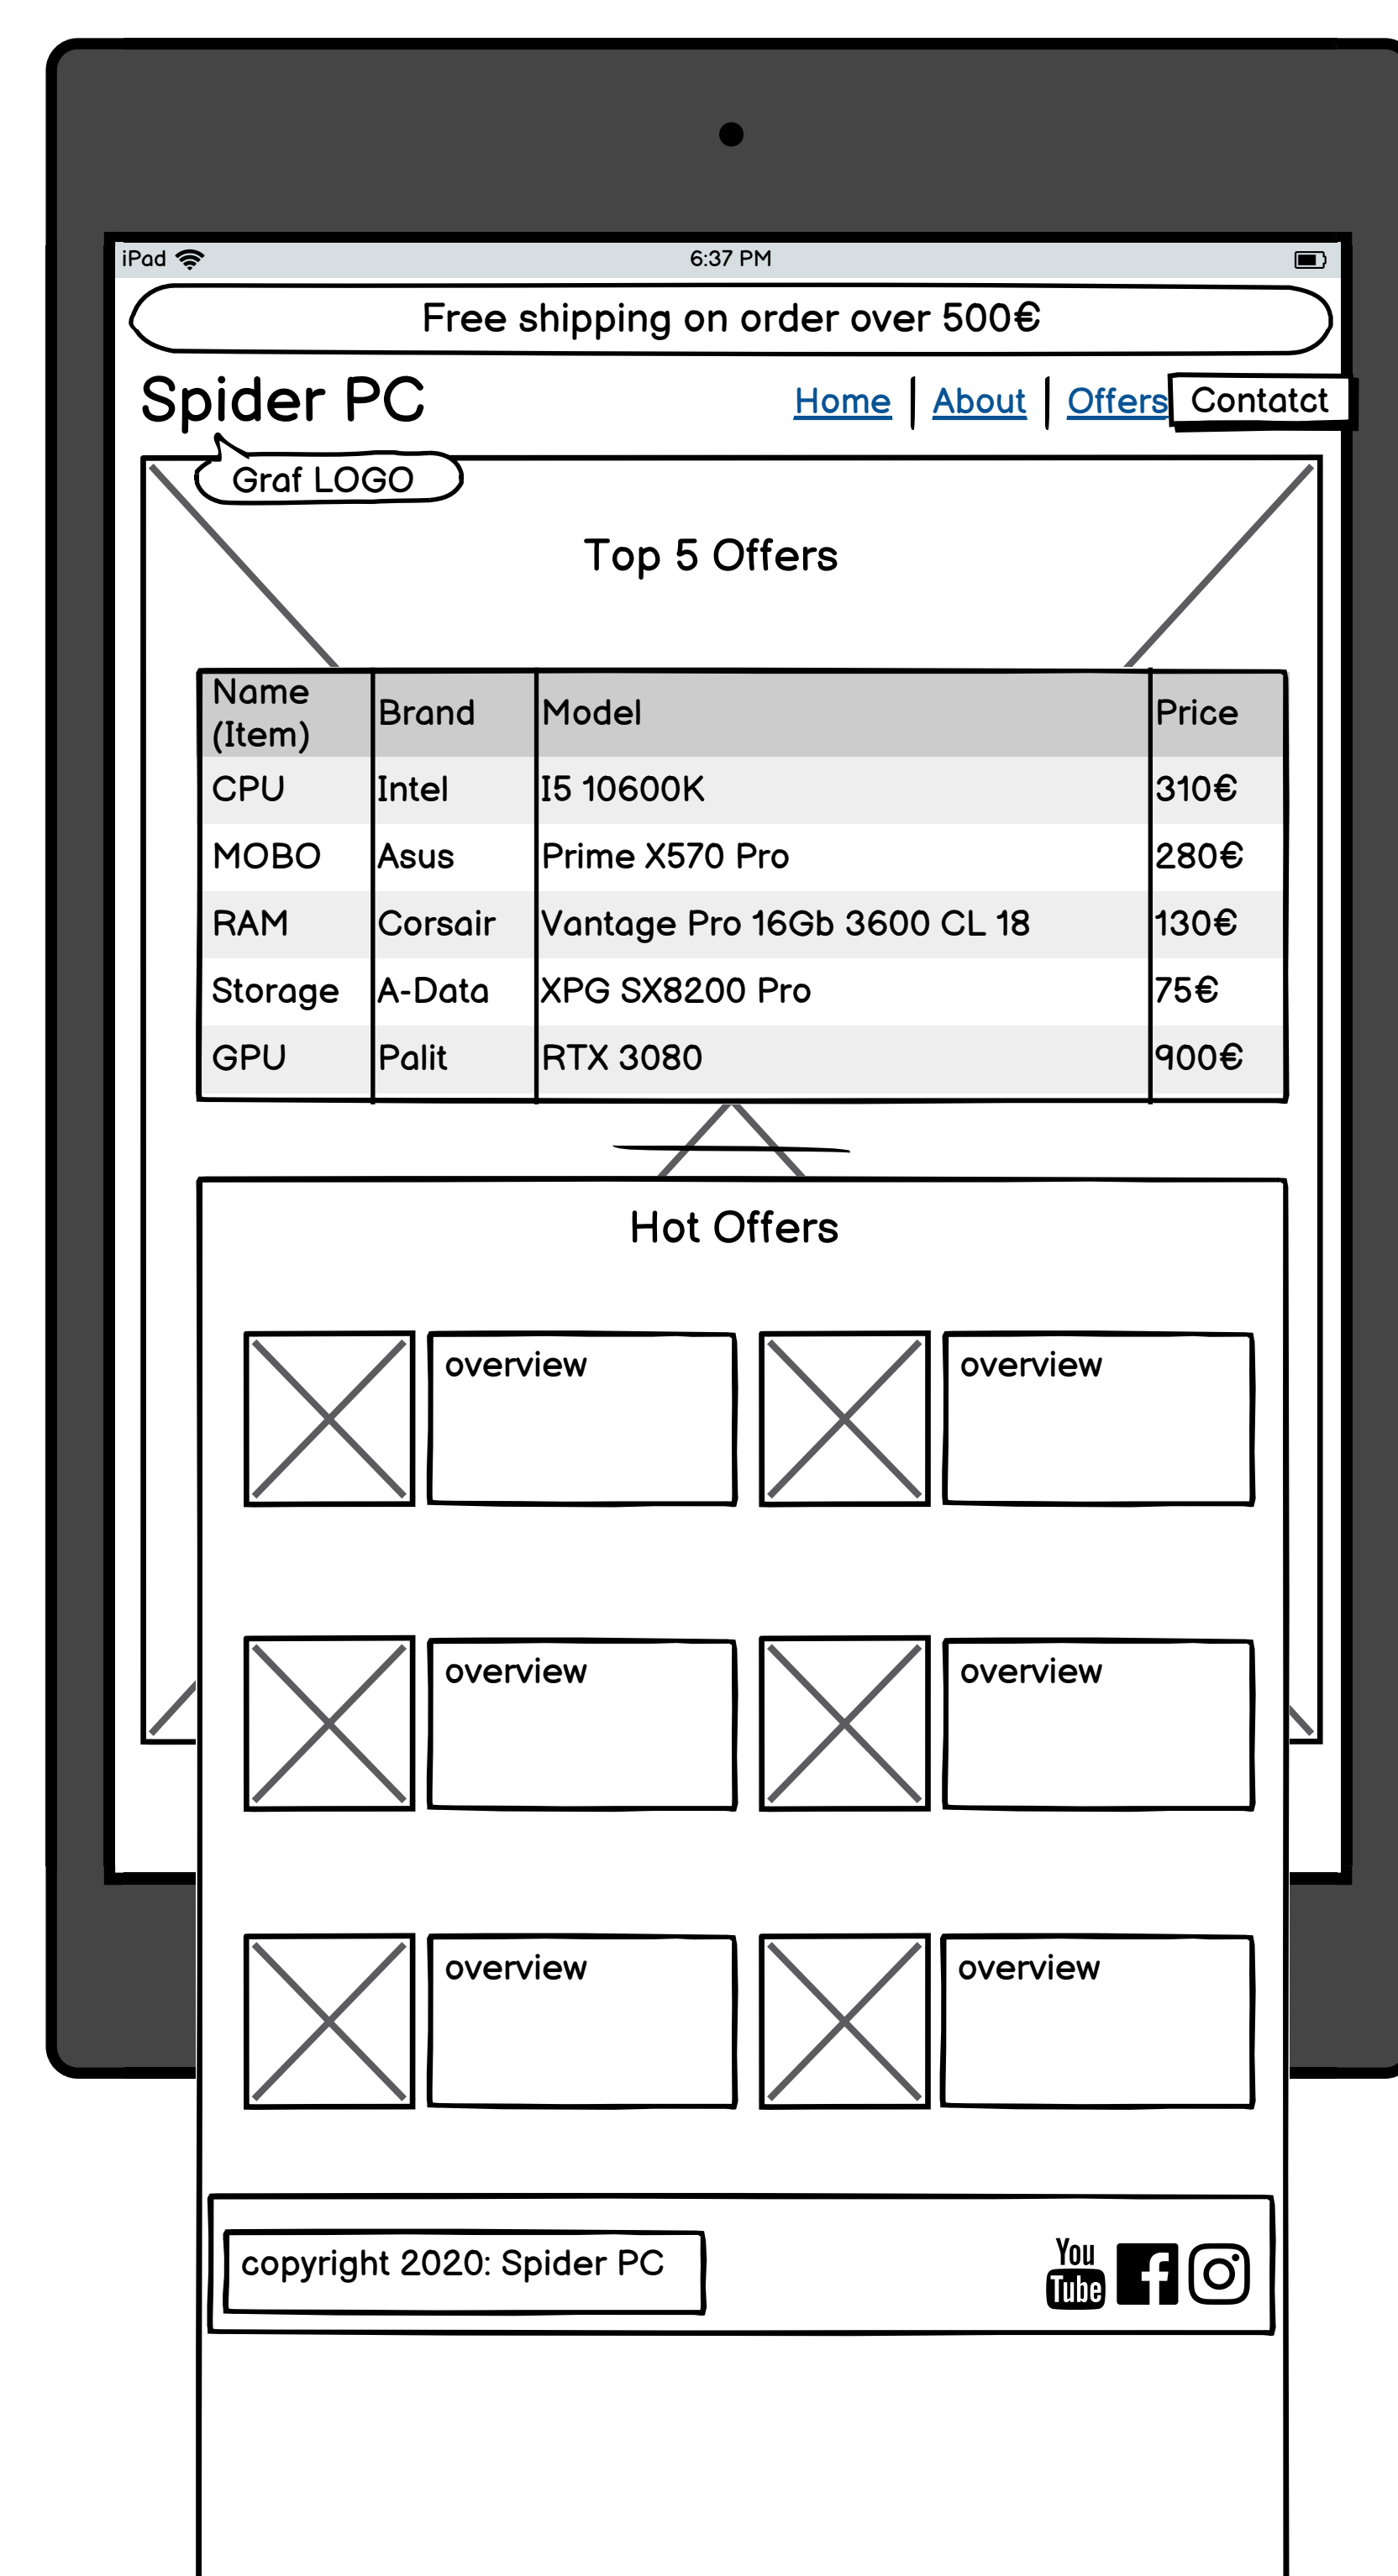 iPad 6:37 PM
Free shipping on order over 500€
Spider PC Home About Offers Contatct
Graf LOGO
Top 5 Offers
Name (Item) Brand Model Price
CPU Intel I5 10600K 310€
MOBO Asus Prime X570 Pro 280€
RAM Corsair Vantage Pro 16Gb 3600 CL 18 130€
Storage A-Data XPG SX8200 Pro 75€
GPU Palit RTX 3080 900€
Hot Offers
overview overview
overview overview
overview overview
copyright 2020: Spider PC You Tube